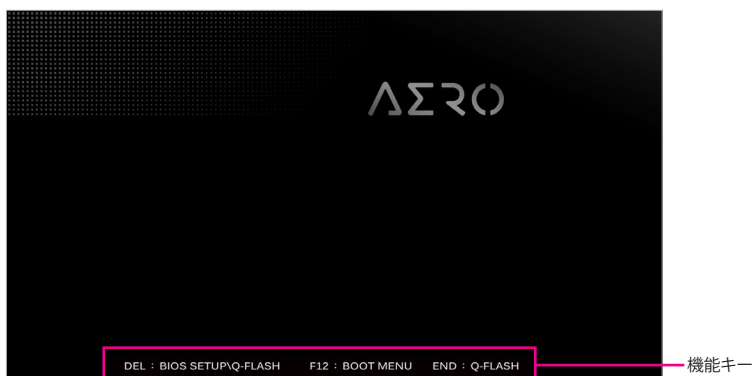 AERO
DEL : BIOS SETUP\Q-FLASH F12 : BOOT MENU END : Q-FLASH
機能キー